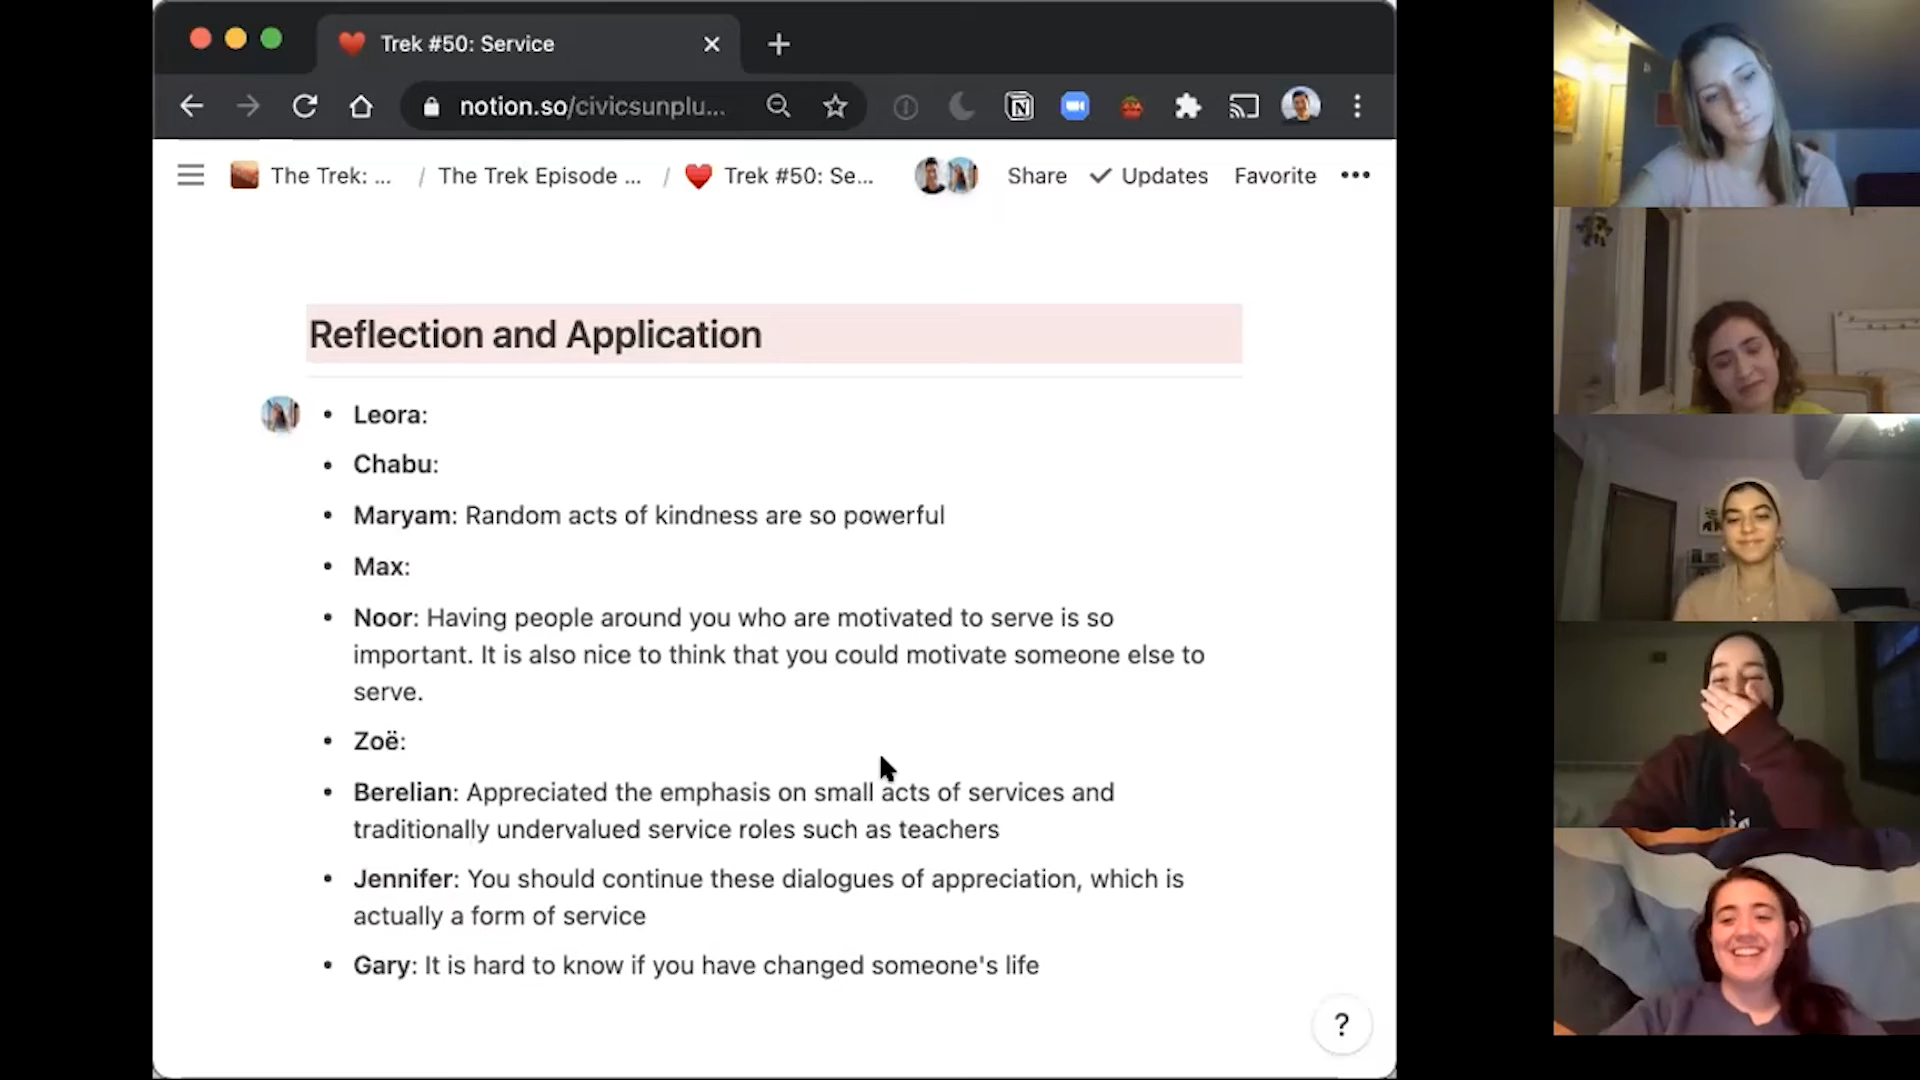 Trek #50: Service
notion.so/civicsunplu...
The Trek: ... / The Trek Episode ... / Trek #50: Se... Share Updates Favorite
Reflection and Application
• Leora:
• Chabu:
• Maryam: Random acts of kindness are so powerful
• Max:
• Noor: Having people around you who are motivated to serve is so
important. It is also nice to think that you could motivate someone else to
serve.
• Zoë:
• Berelian: Appreciated the emphasis on small acts of services and
traditionally undervalued service roles such as teachers
• Jennifer: You should continue these dialogues of appreciation, which is
actually a form of service
• Gary: It is hard to know if you have changed someone's life
?